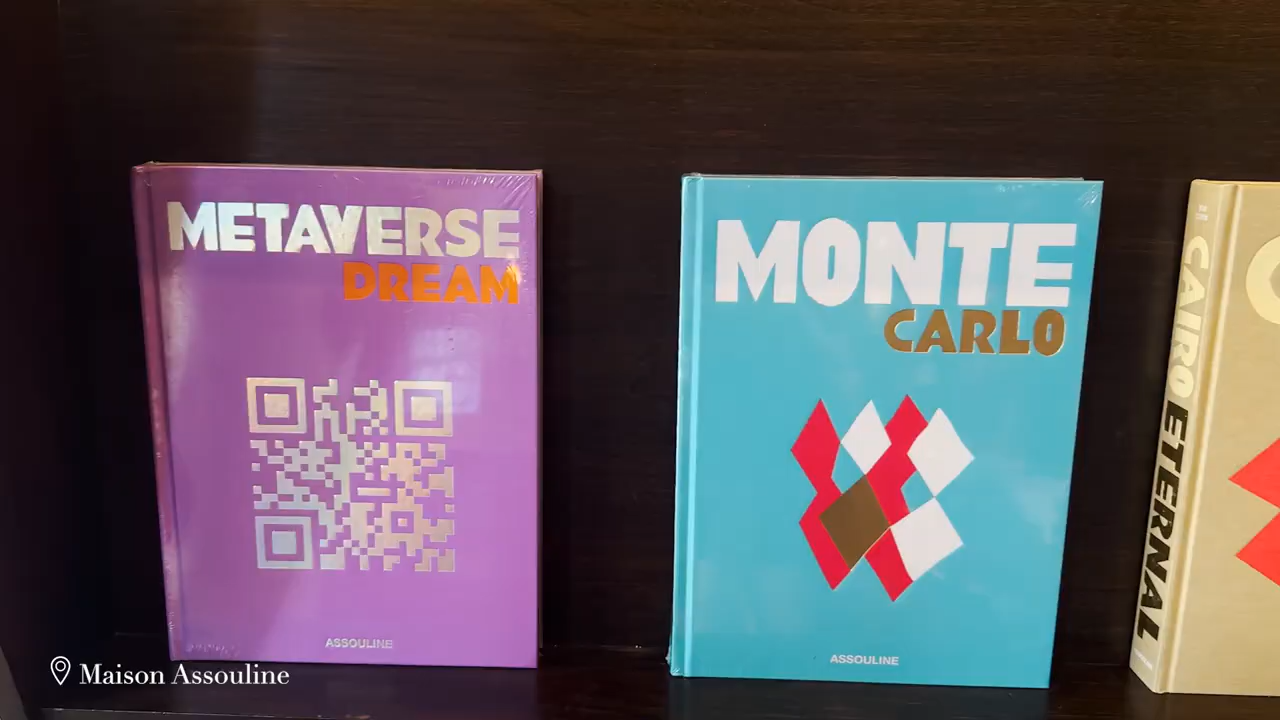 METAVERSE
DREAM
ASSOULINE
MONTE
CARLO
ASSOULINE
CAIRO ETERNAL
Maison Assouline